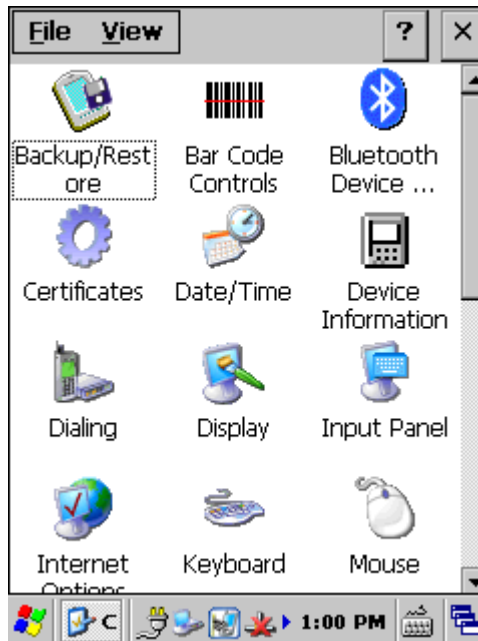 File View ? ×
Backup/Rest
ore
Bar Code
Controls
Bluetooth
Device ...
Certificates
Date/Time
Device
Information
Dialing
Display
Input Panel
Internet
Options
Keyboard
Mouse
C
1:00 PM